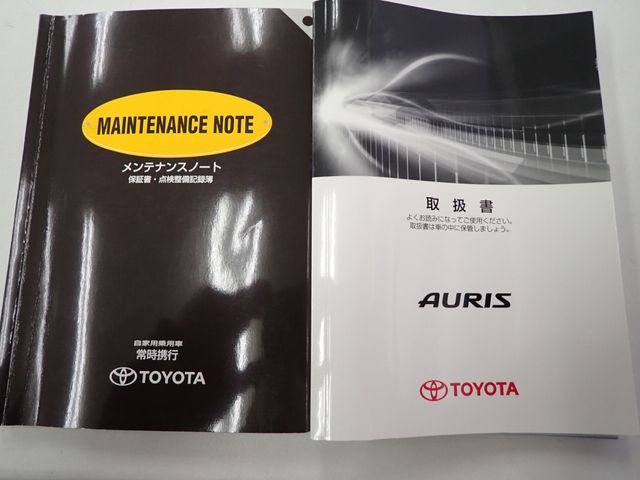 MAINTENANCE NOTE
メンテナンスノート
保証書・点検整備記録簿
自家用乗用車
常時携行
TOYOTA
取扱書
よくお読みになってご使用ください。
取扱書は車の中に保管しましょう。
AURIS
TOYOTA